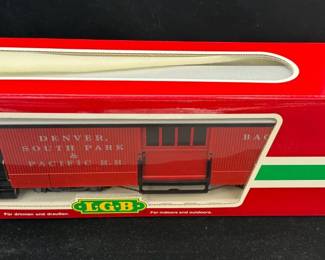 DENVER,
SOUTH PARK
&
PACIFIC R.R
BAG
LGB
Für drinnen und draußen.
For indoors and outdoors.